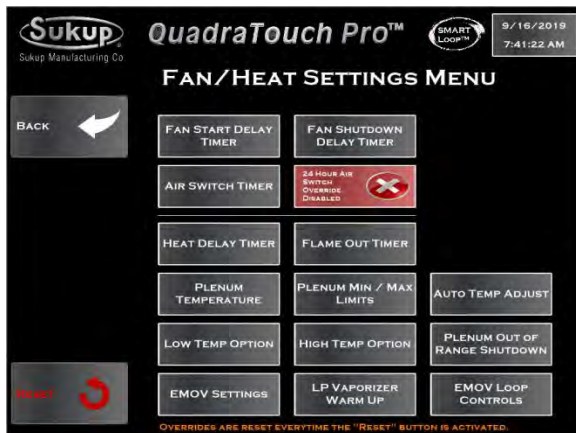 Sukup
Sukup Manufacturing Co
QuadraTouch Pro™
SMART
LOOP™
9/16/2019
7:41:22 AM
FAN/HEAT SETTINGS MENU
BACK
FAN START DELAY
TIMER
FAN SHUTDOWN
DELAY TIMER
AIR SWITCH TIMER
24 HOUR AIR
SWITCH
OVERRIDE
DISABLED
HEAT DELAY TIMER
FLAME OUT TIMER
PLENUM
TEMPERATURE
PLENUM MIN / MAX
LIMITS
AUTO TEMP ADJUST
LOW TEMP OPTION
HIGH TEMP OPTION
PLENUM OUT OF
RANGE SHUTDOWN
RESET
EMOV SETTINGS
LP VAPORIZER
WARM UP
EMOV LOOP
CONTROLS
OVERRIDES ARE RESET EVERYTIME THE "RESET" BUTTON IS ACTIVATED.